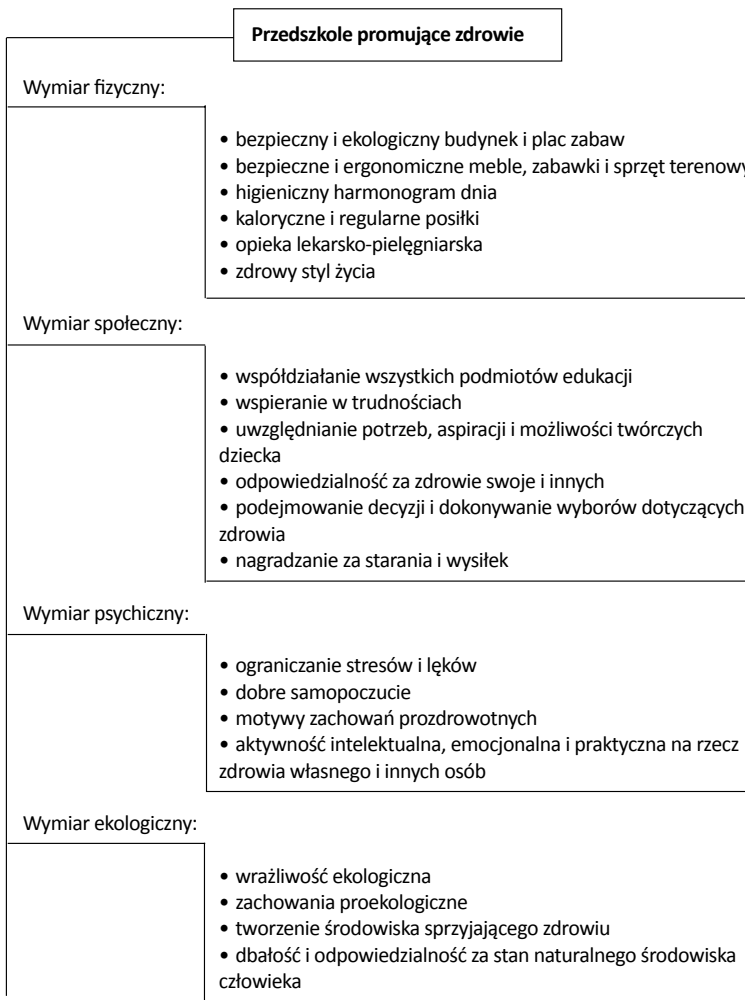 Przedszkole promujące zdrowie
Wymiar fizyczny:
• bezpieczny i ekologiczny budynek i plac zabaw
• bezpieczne i ergonomiczne meble, zabawki i sprzęt terenowy
• higieniczny harmonogram dnia
• kaloryczne i regularne posiłki
• opieka lekarsko-pielęgniarska
• zdrowy styl życia
Wymiar społeczny:
• współdziałanie wszystkich podmiotów edukacji
• wspieranie w trudnościach
• uwzględnianie potrzeb, aspiracji i możliwości twórczych
dziecka
• odpowiedzialność za zdrowie swoje i innych
• podejmowanie decyzji i dokonywanie wyborów dotyczących
zdrowia
• nagradzanie za starania i wysiłek
Wymiar psychiczny:
• ograniczanie stresów i lęków
• dobre samopoczucie
• motywy zachowań prozdrowotnych
• aktywność intelektualna, emocjonalna i praktyczna na rzecz
zdrowia własnego i innych osób
Wymiar ekologiczny:
• wrażliwość ekologiczna
• zachowania proekologiczne
• tworzenie środowiska sprzyjającego zdrowiu
• dbałość i odpowiedzialność za stan naturalnego środowiska
człowieka